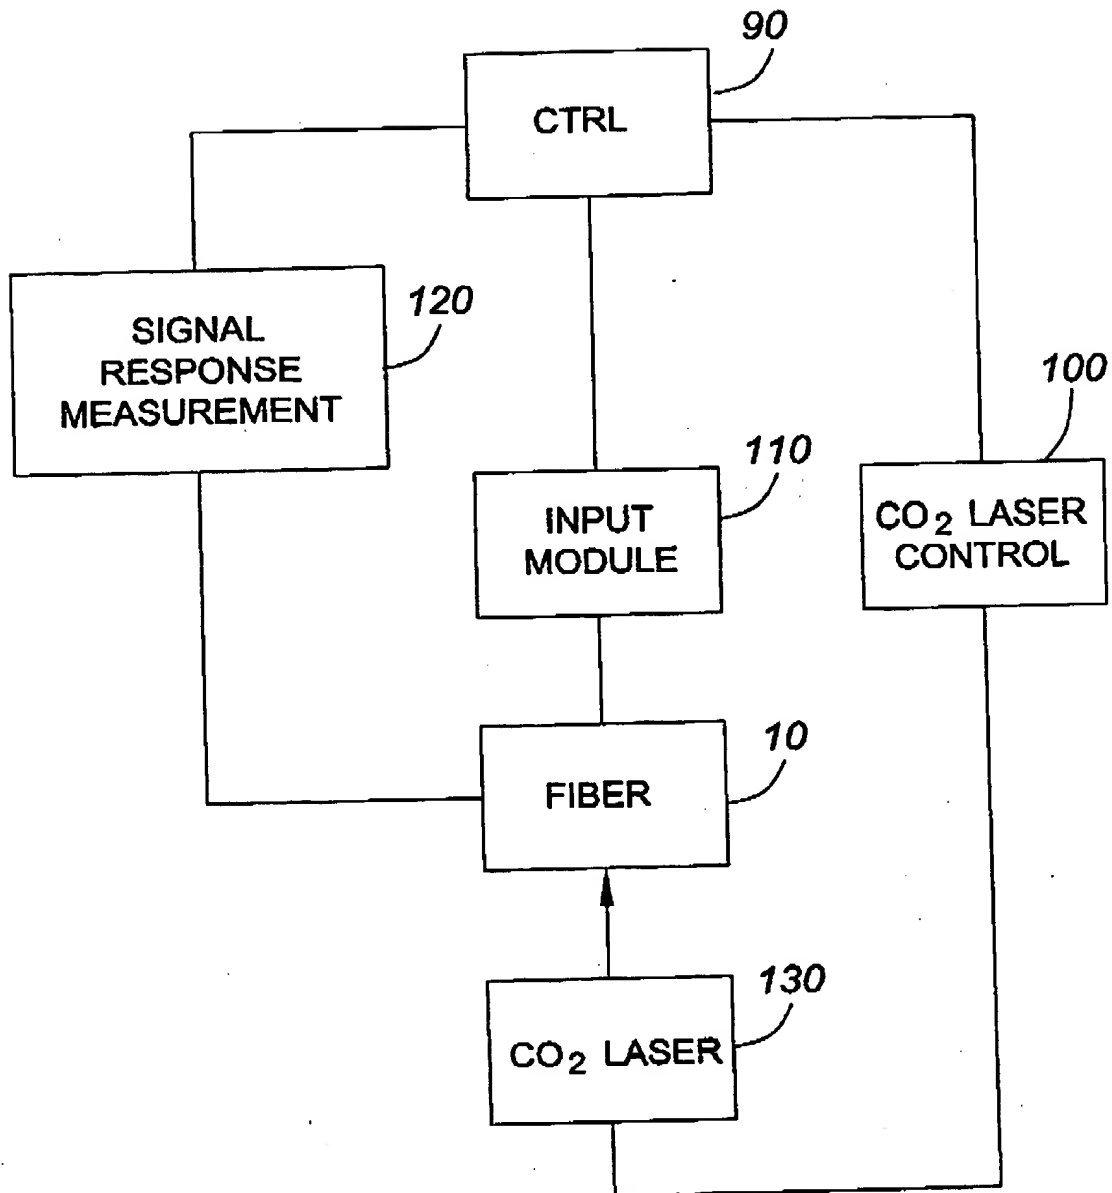 90
CTRL
120
SIGNAL
RESPONSE
MEASUREMENT
100
110
INPUT
MODULE
CO₂ LASER
CONTROL
10
FIBER
130
CO₂ LASER